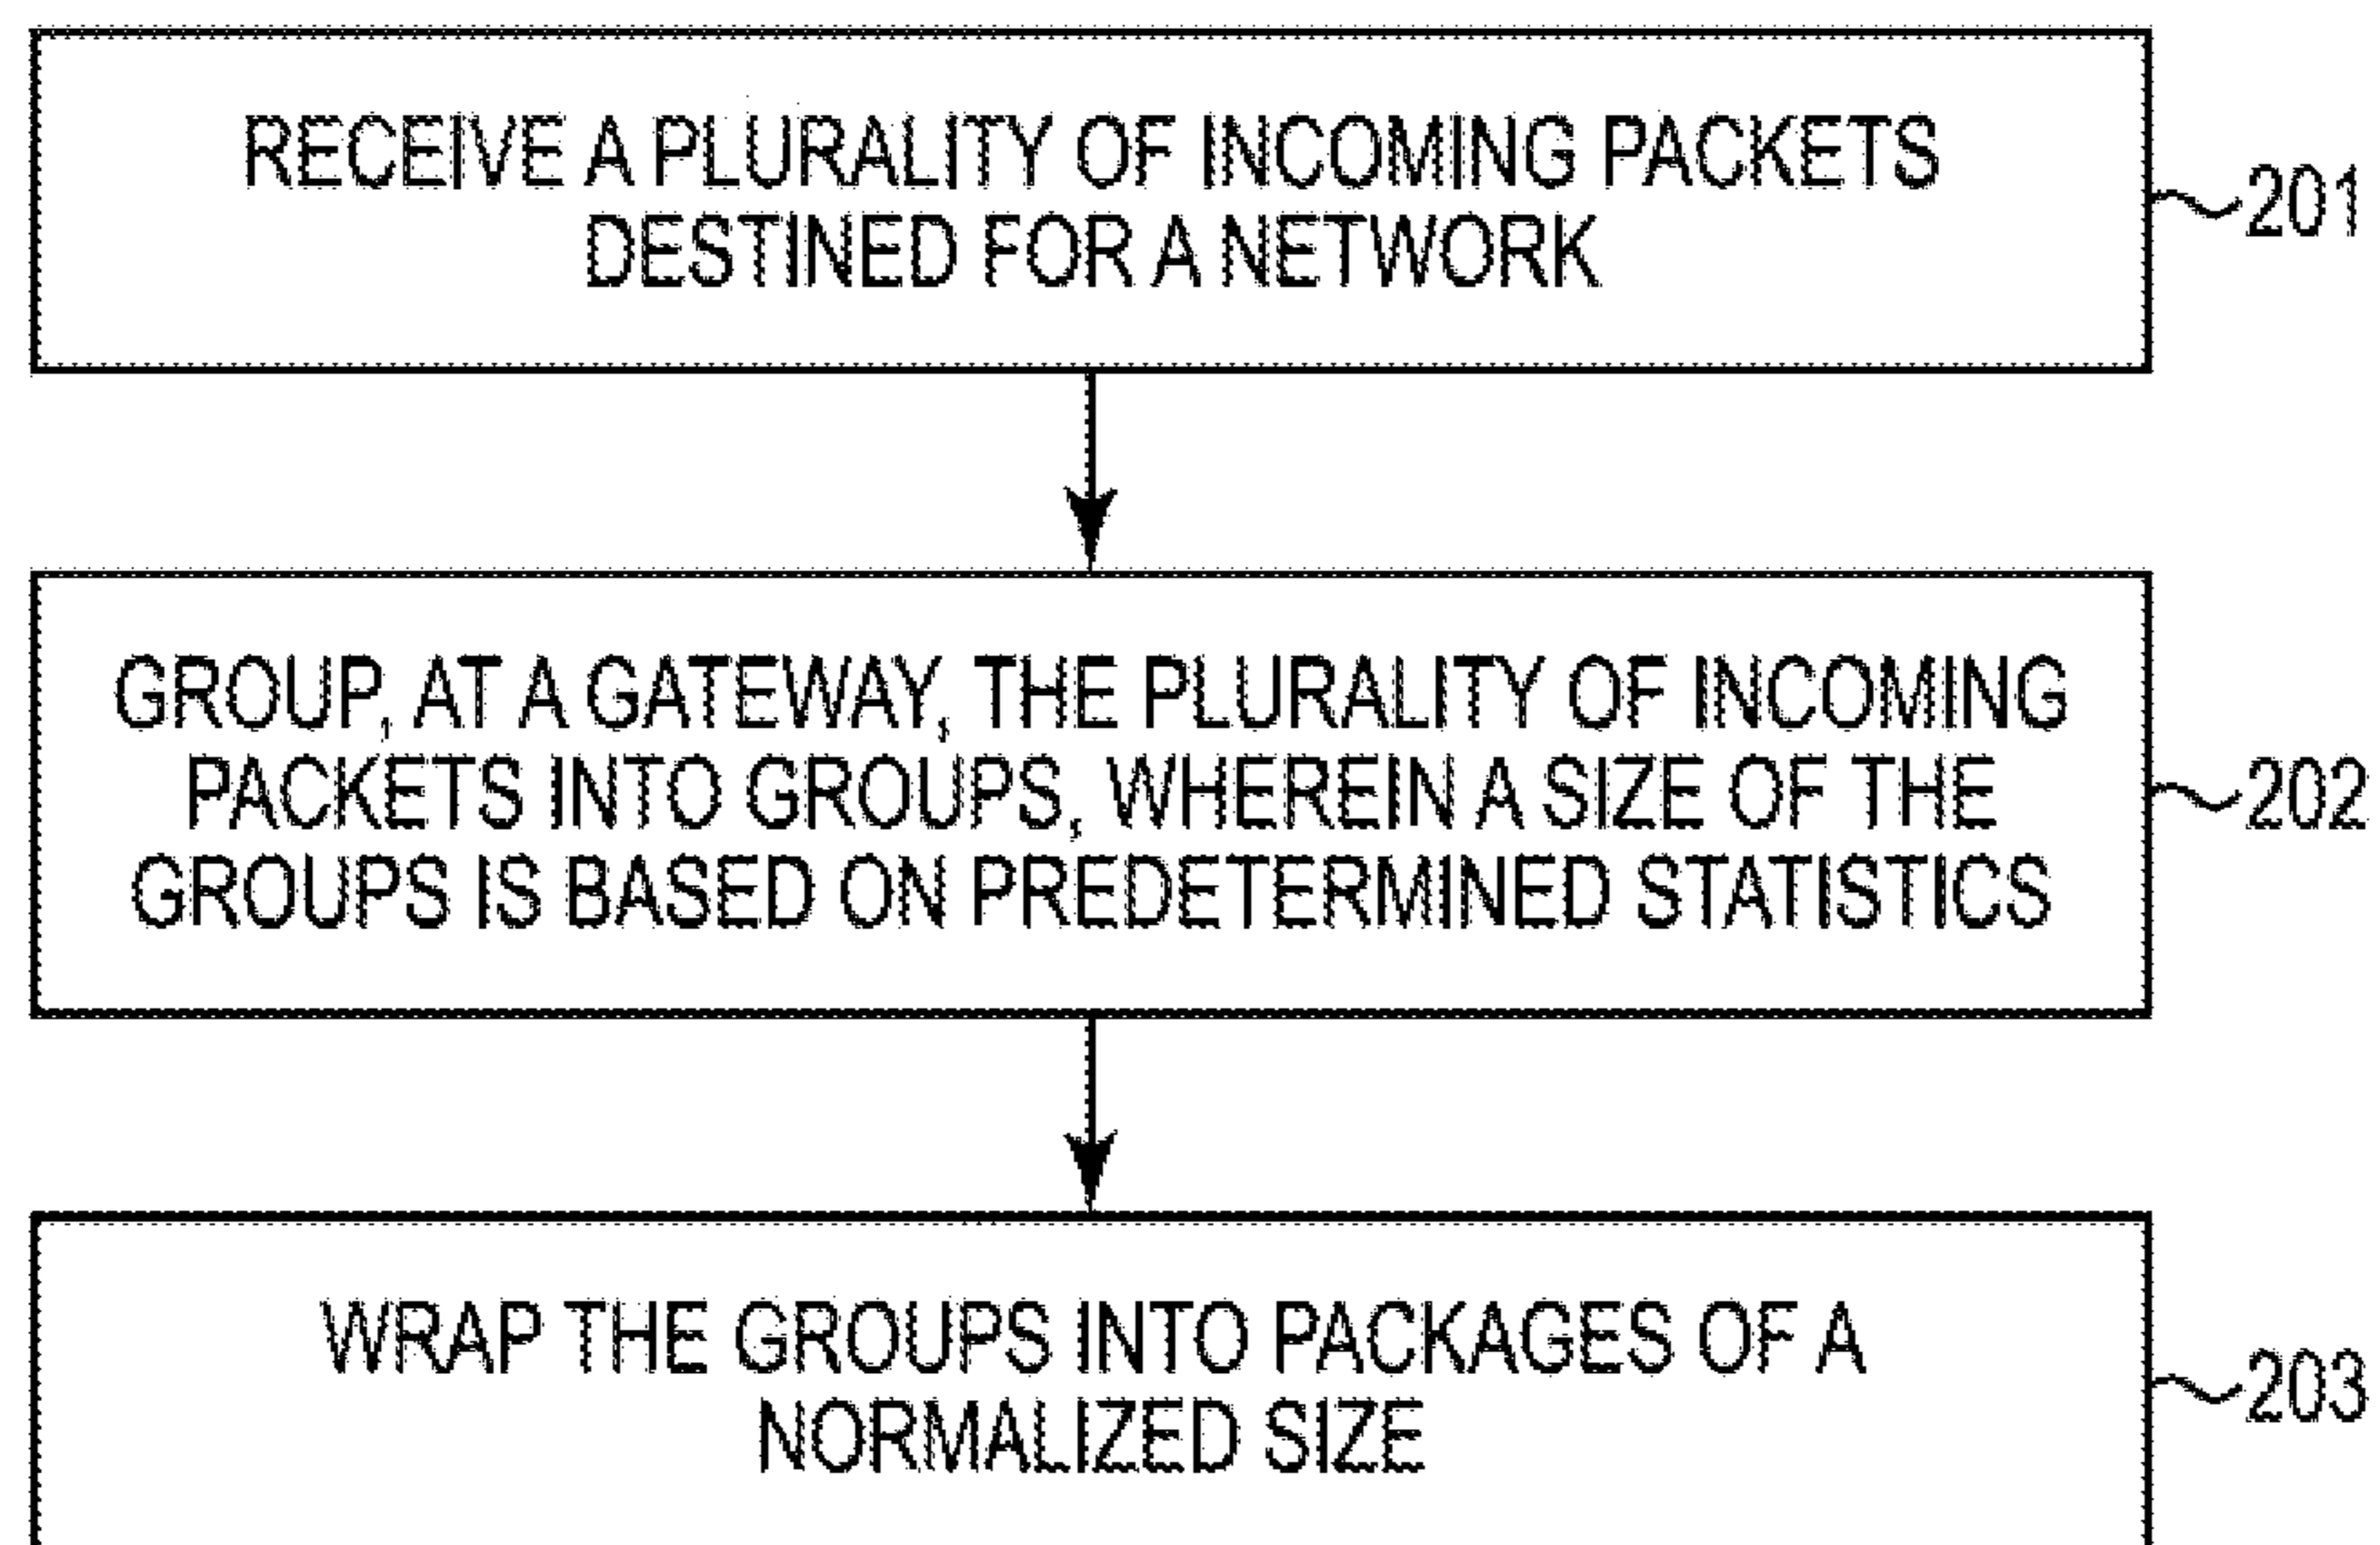 RECEIVE A PLURALITY OF INCOMING PACKETS
DESTINED FOR A NETWORK
201
GROUP, AT A GATEWAY, THE PLURALITY OF INCOMING
PACKETS INTO GROUPS, WHEREIN A SIZE OF THE
GROUPS IS BASED ON PREDETERMINED STATISTICS
202
WRAP THE GROUPS INTO PACKAGES OF A
NORMALIZED SIZE
203